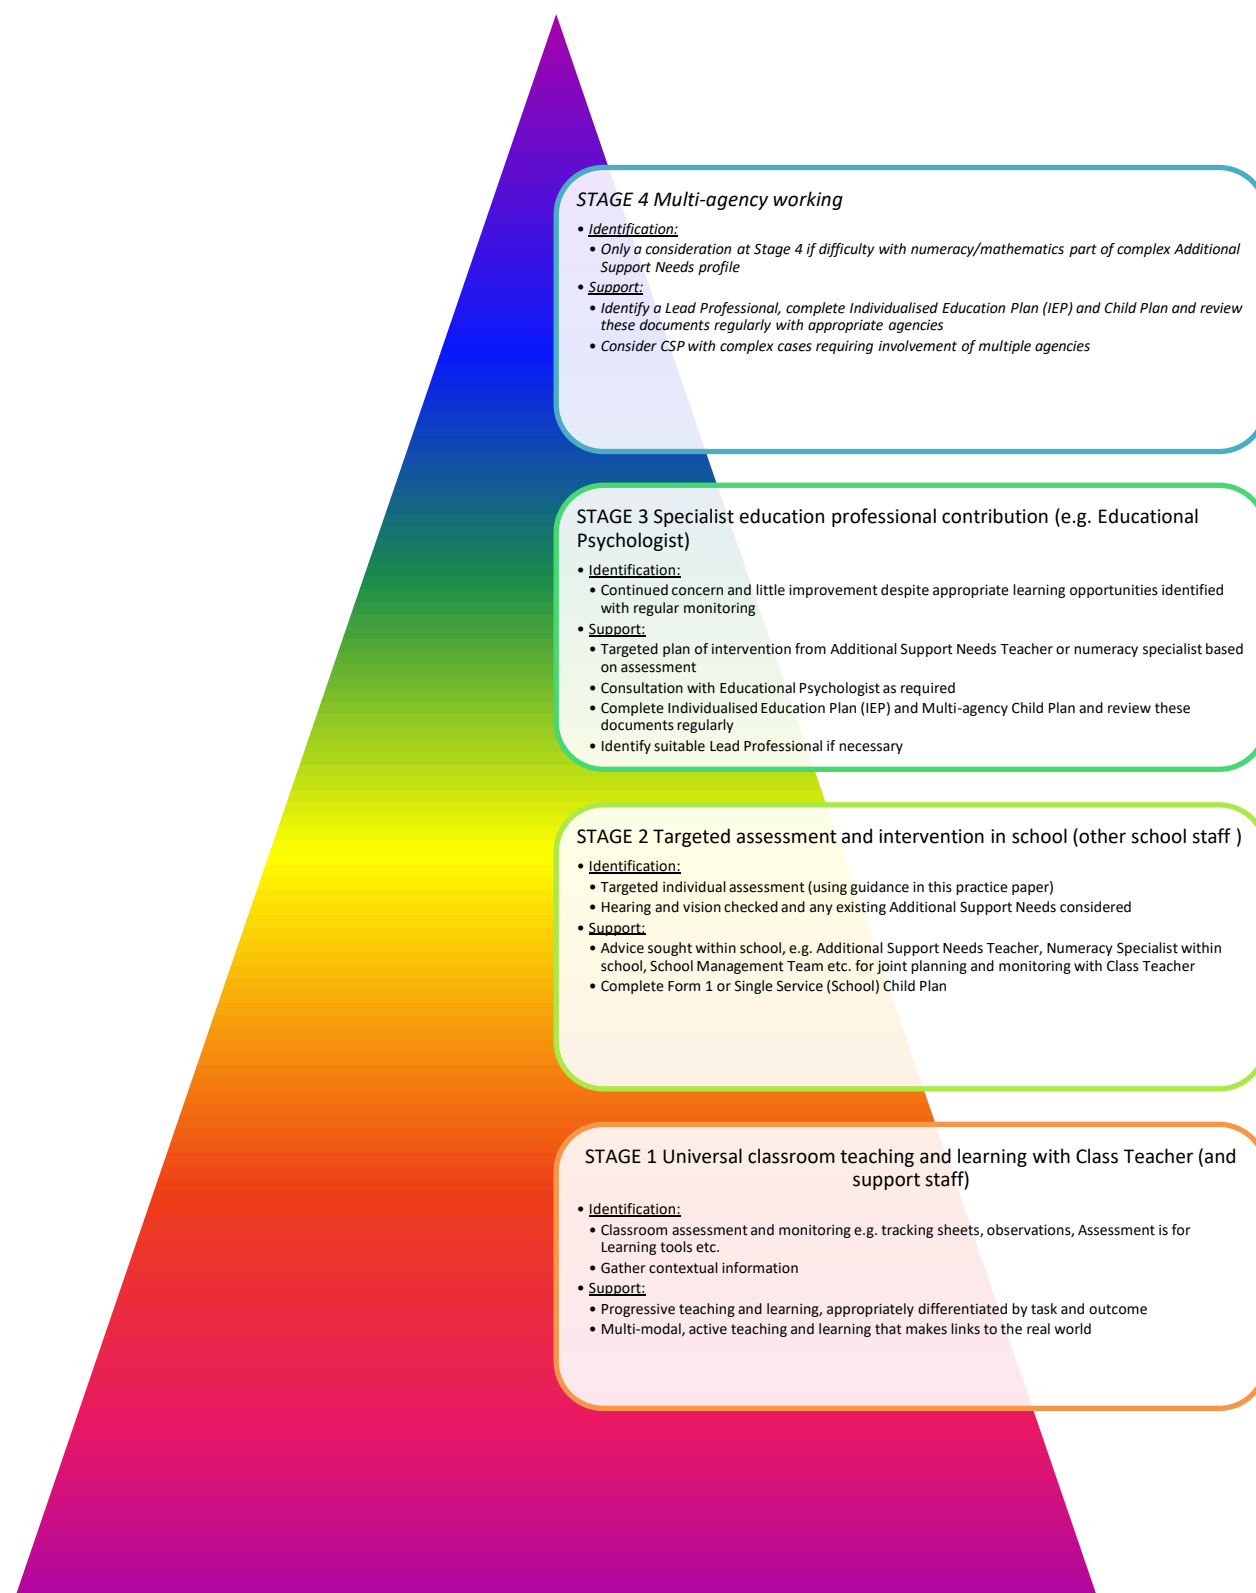 STAGE 4 Multi-agency working
• Identification:
• Only a consideration at Stage 4 if difficulty with numeracy/mathematics part of complex Additional
Support Needs profile
• Support:
• Identify a Lead Professional, complete Individualised Education Plan (IEP) and Child Plan and review
these documents regularly with appropriate agencies
• Consider CSP with complex cases requiring involvement of multiple agencies
STAGE 3 Specialist education professional contribution (e.g. Educational
Psychologist)
• Identification:
• Continued concern and little improvement despite appropriate learning opportunities identified
with regular monitoring
• Support:
• Targeted plan of intervention from Additional Support Needs Teacher or numeracy specialist based
on assessment
• Consultation with Educational Psychologist as required
• Complete Individualised Education Plan (IEP) and Multi-agency Child Plan and review these
documents regularly
• Identify suitable Lead Professional if necessary
STAGE 2 Targeted assessment and intervention in school (other school staff )
• Identification:
• Targeted individual assessment (using guidance in this practice paper)
• Hearing and vision checked and any existing Additional Support Needs considered
• Support:
• Advice sought within school, e.g. Additional Support Needs Teacher, Numeracy Specialist within
school, School Management Team etc. for joint planning and monitoring with Class Teacher
• Complete Form 1 or Single Service (School) Child Plan
STAGE 1 Universal classroom teaching and learning with Class Teacher (and
support staff)
• Identification:
• Classroom assessment and monitoring e.g. tracking sheets, observations, Assessment is for
Learning tools etc.
• Gather contextual information
• Support:
• Progressive teaching and learning, appropriately differentiated by task and outcome
• Multi-modal, active teaching and learning that makes links to the real world